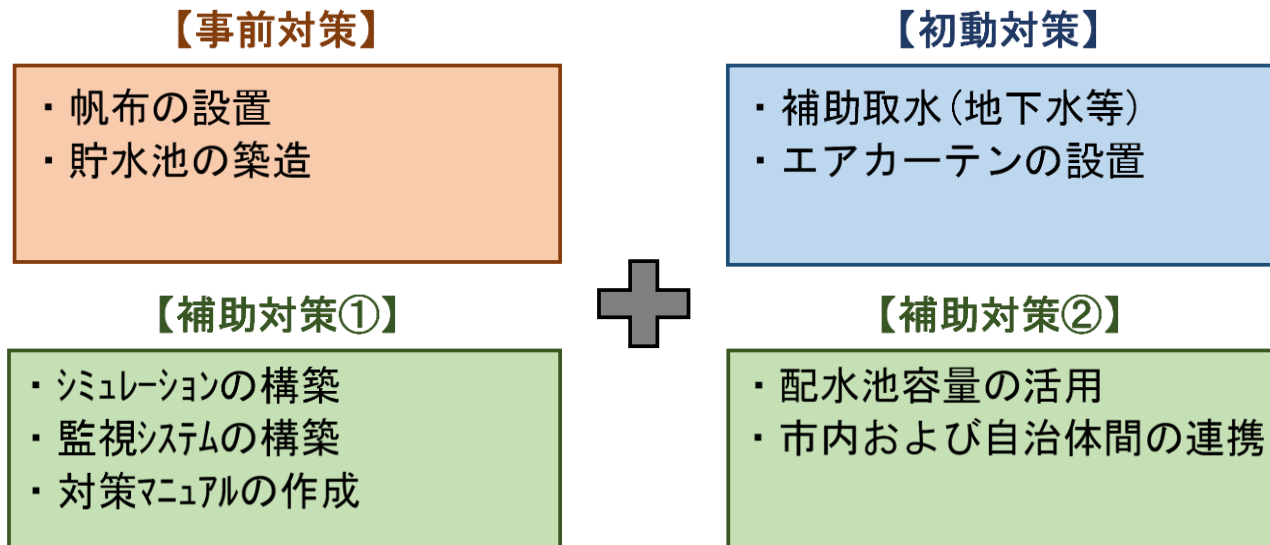 【事前対策】
・帆布の設置
・貯水池の築造
【初動対策】
・補助取水(地下水等)
・エアカーテンの設置
【補助対策①】
・ｼﾐｭﾚｰｼｮﾝの構築
・監視ｼｽﾃﾑの構築
・対策ﾏﾆｭｱﾙの作成
【補助対策②】
・配水池容量の活用
・市内および自治体間の連携